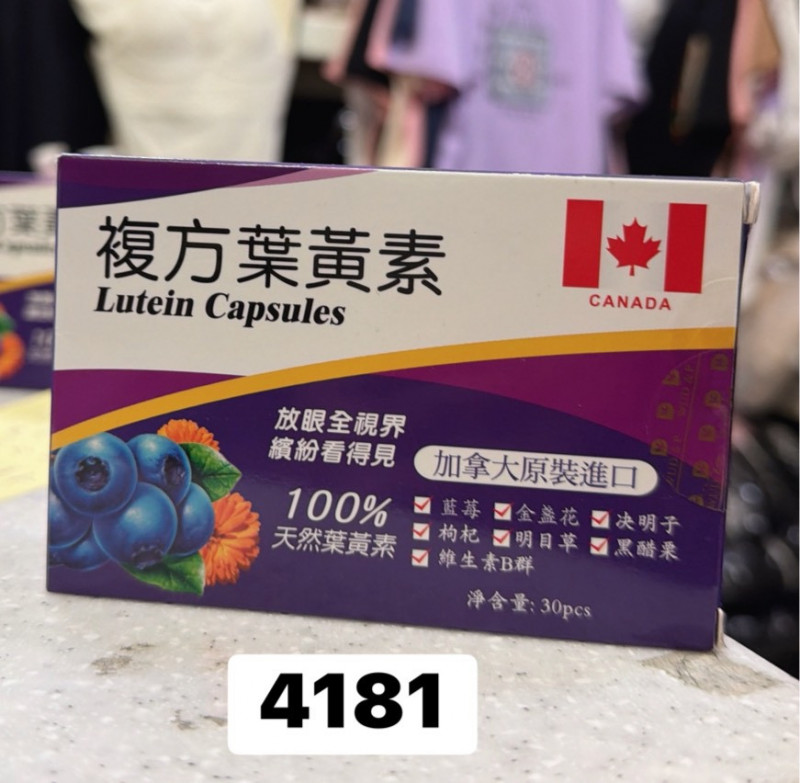 複方葉黃素
Lutein Capsules
CANADA
放眼全視界
繽紛看得見
加拿大原裝進口
100%
天然葉黃素
藍莓 金盞花 決明子
枸杞 明目草 黑醋栗
維生素B群
淨含量: 30pcs
4181